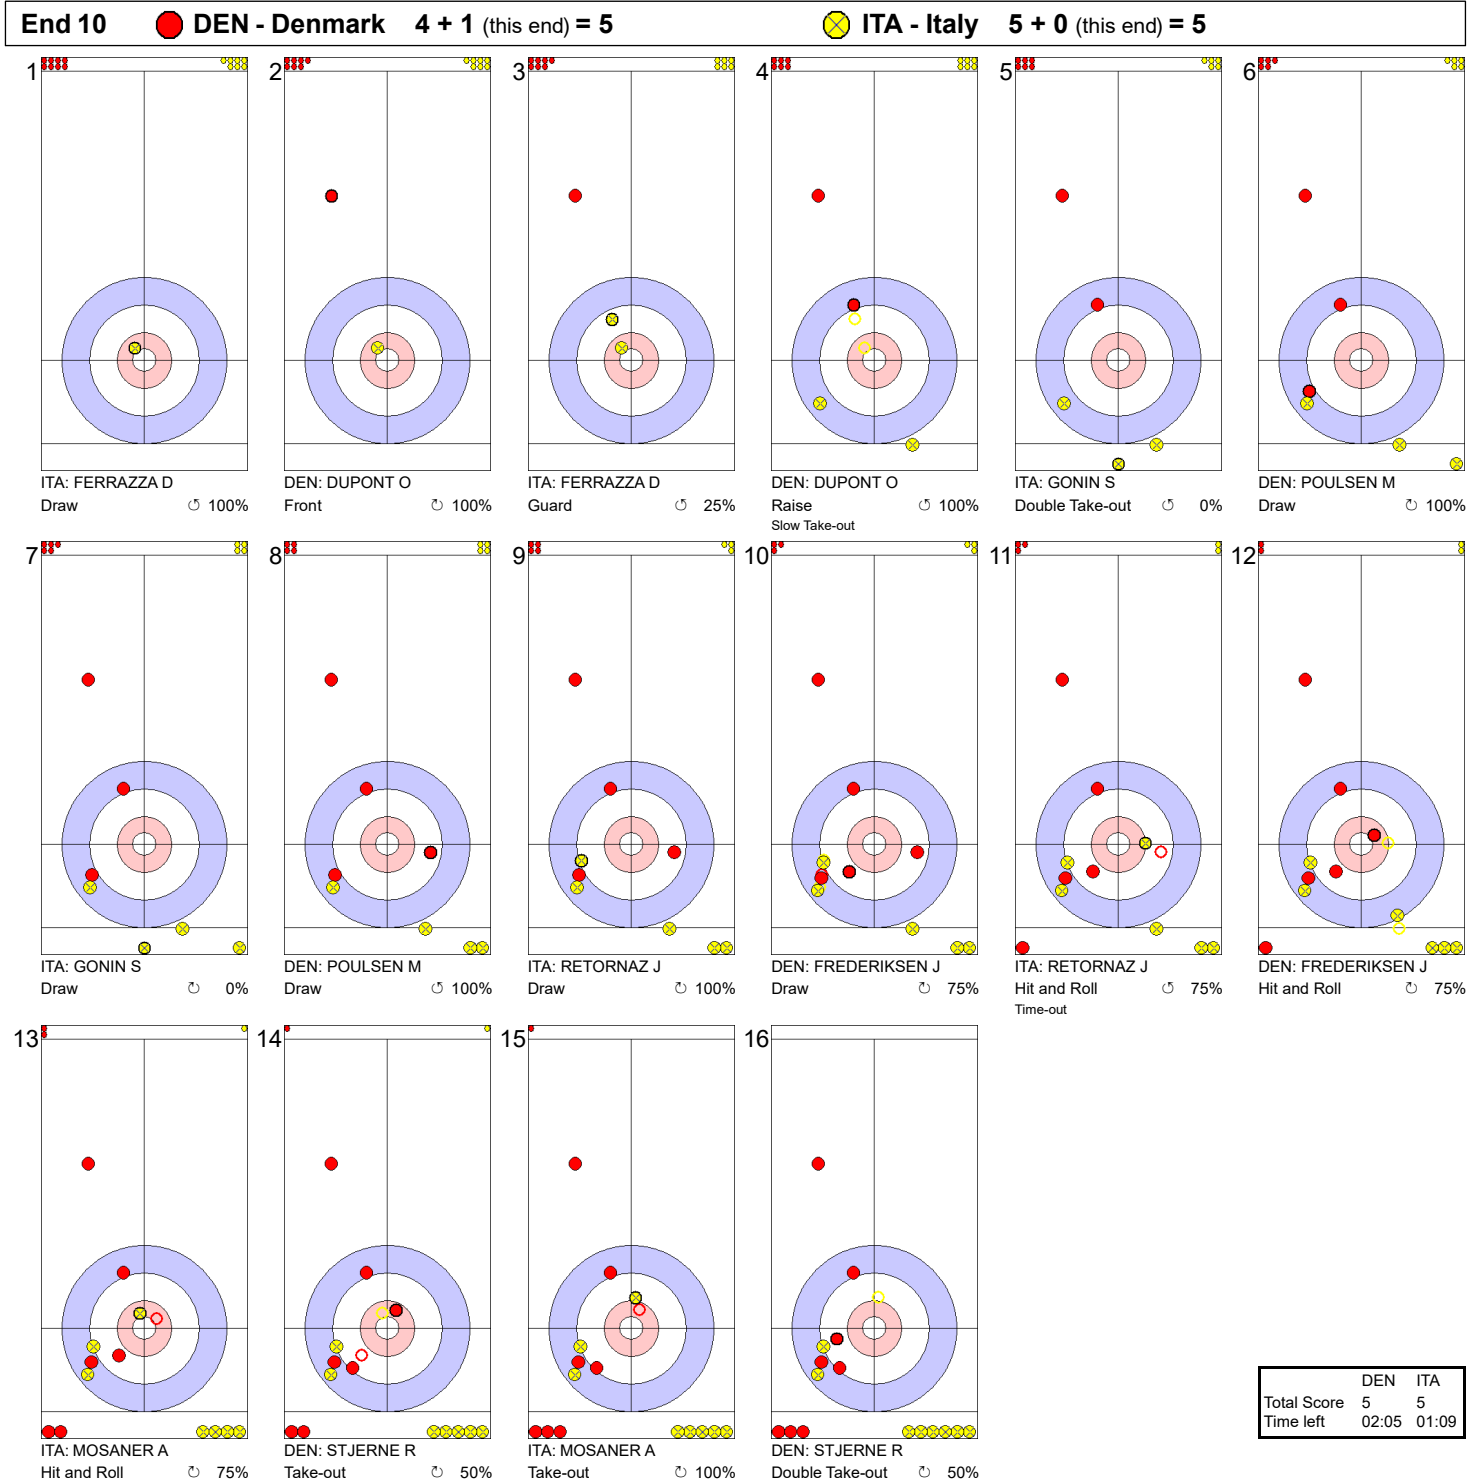 End 10 DEN - Denmark 4 + 1 (this end) = 5 ITA - Italy 5 + 0 (this end) = 5
1 2 3 4 5 6
ITA: FERRAZZA D DEN: DUPONT O ITA: FERRAZZA D DEN: DUPONT O ITA: GONIN S DEN: POULSEN M
Draw ↺ 100% Front ↻ 100% Guard ↺ 25% Raise ↺ 100% Double Take-out ↺ 0% Draw ↻ 100%
Slow Take-out
7 8 9 10 11 12
ITA: GONIN S DEN: POULSEN M ITA: RETORNAZ J DEN: FREDERIKSEN J ITA: RETORNAZ J DEN: FREDERIKSEN J
Draw ↻ 0% Draw ↺ 100% Draw ↻ 100% Draw ↻ 75% Hit and Roll ↺ 75% Hit and Roll ↻ 75%
Time-out
13 14 15 16
ITA: MOSANER A DEN: STJERNE R ITA: MOSANER A DEN: STJERNE R
Hit and Roll ↻ 75% Take-out ↻ 50% Take-out ↻ 100% Double Take-out ↻ 50%
DEN ITA
Total Score 5 5
Time left 02:05 01:09